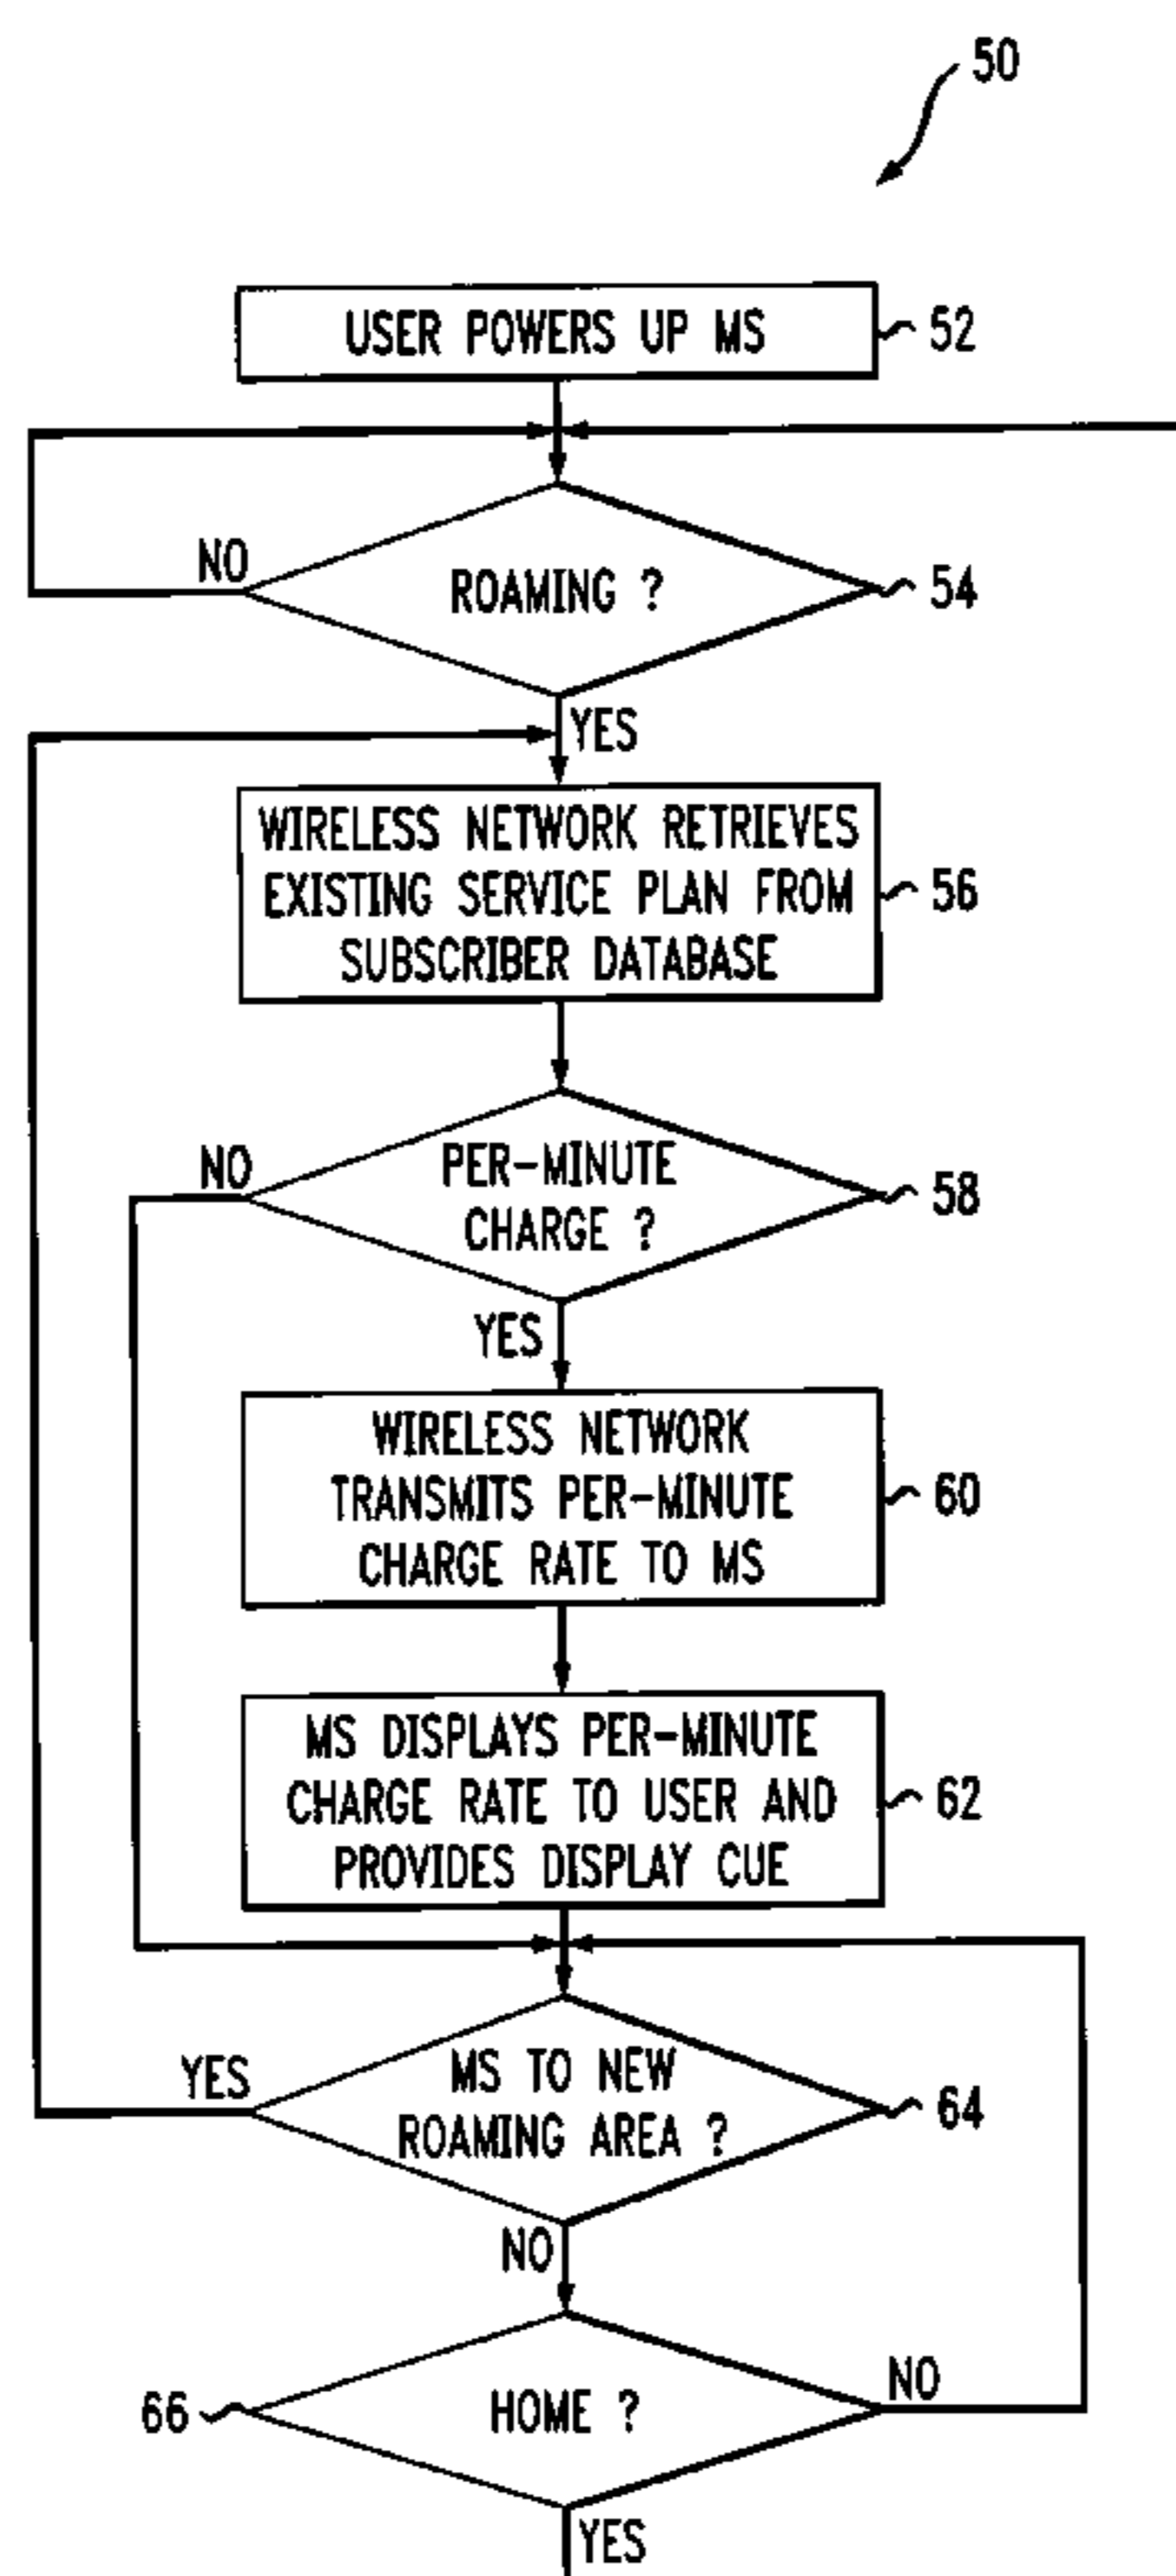 50
USER POWERS UP MS
52
NO
ROAMING ?
54
YES
WIRELESS NETWORK RETRIEVES
EXISTING SERVICE PLAN FROM
SUBSCRIBER DATABASE
56
NO
PER-MINUTE
CHARGE ?
58
YES
WIRELESS NETWORK
TRANSMITS PER-MINUTE
CHARGE RATE TO MS
60
MS DISPLAYS PER-MINUTE
CHARGE RATE TO USER AND
PROVIDES DISPLAY CUE
62
YES
MS TO NEW
ROAMING AREA ?
64
NO
66
HOME ?
NO
YES